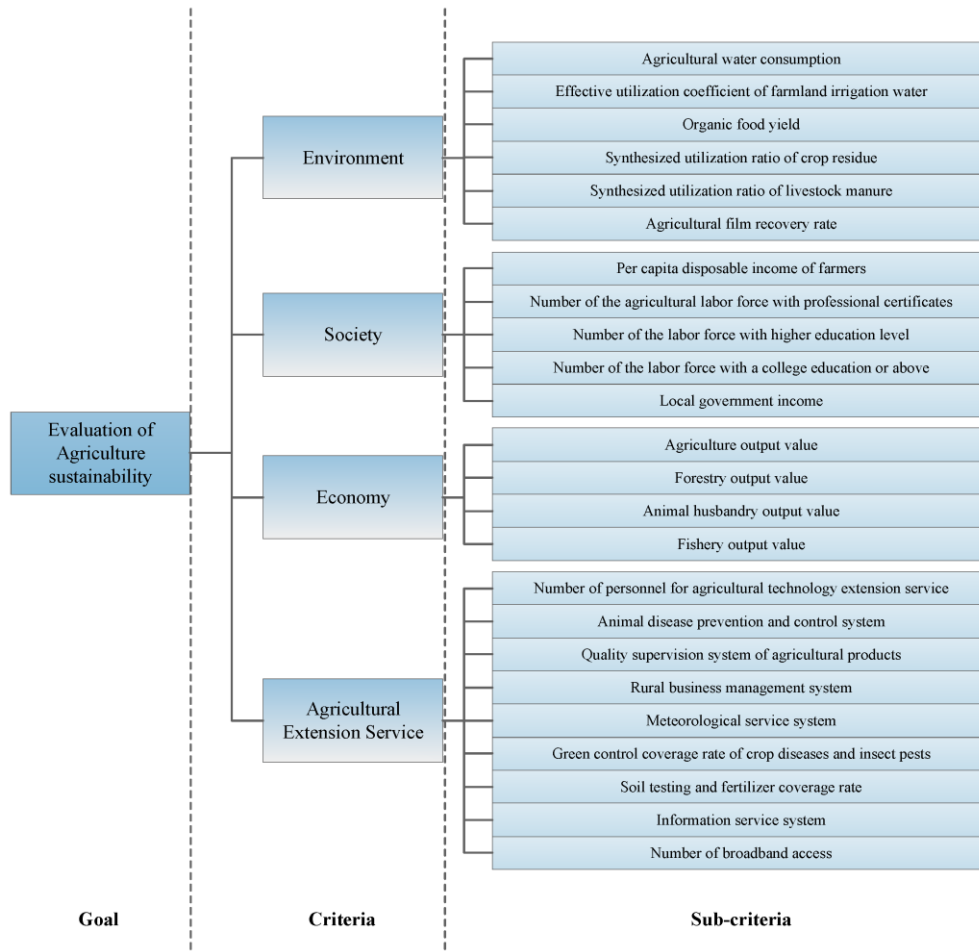 Evaluation of
Agriculture
sustainability
Environment
Agricultural water consumption
Effective utilization coefficient of farmland irrigation water
Organic food yield
Synthesized utilization ratio of crop residue
Synthesized utilization ratio of livestock manure
Agricultural film recovery rate
Society
Per capita disposable income of farmers
Number of the agricultural labor force with professional certificates
Number of the labor force with higher education level
Number of the labor force with a college education or above
Local government income
Economy
Agriculture output value
Forestry output value
Animal husbandry output value
Fishery output value
Agricultural
Extension Service
Number of personnel for agricultural technology extension service
Animal disease prevention and control system
Quality supervision system of agricultural products
Rural business management system
Meteorological service system
Green control coverage rate of crop diseases and insect pests
Soil testing and fertilizer coverage rate
Information service system
Number of broadband access
Goal
Criteria
Sub-criteria